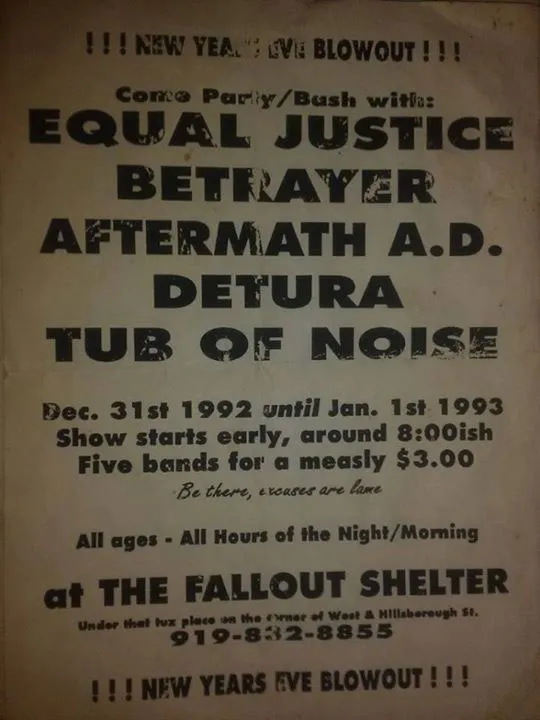 !!! NEW YEARS EVE BLOWOUT !!!
Come Party/Bash with:
EQUAL JUSTICE
BETRAYER
AFTERMATH A.D.
DETURA
TUB OF NOISE
Dec. 31st 1992 until Jan. 1st 1993
Show starts early, around 8:00ish
Five bands for a measly $3.00
Be there, excuses are lame
All ages - All Hours of the Night/Morning
at THE FALLOUT SHELTER
Under that tux place on the corner of West & Hillsborough St.
919-832-8855
!!! NEW YEARS EVE BLOWOUT !!!